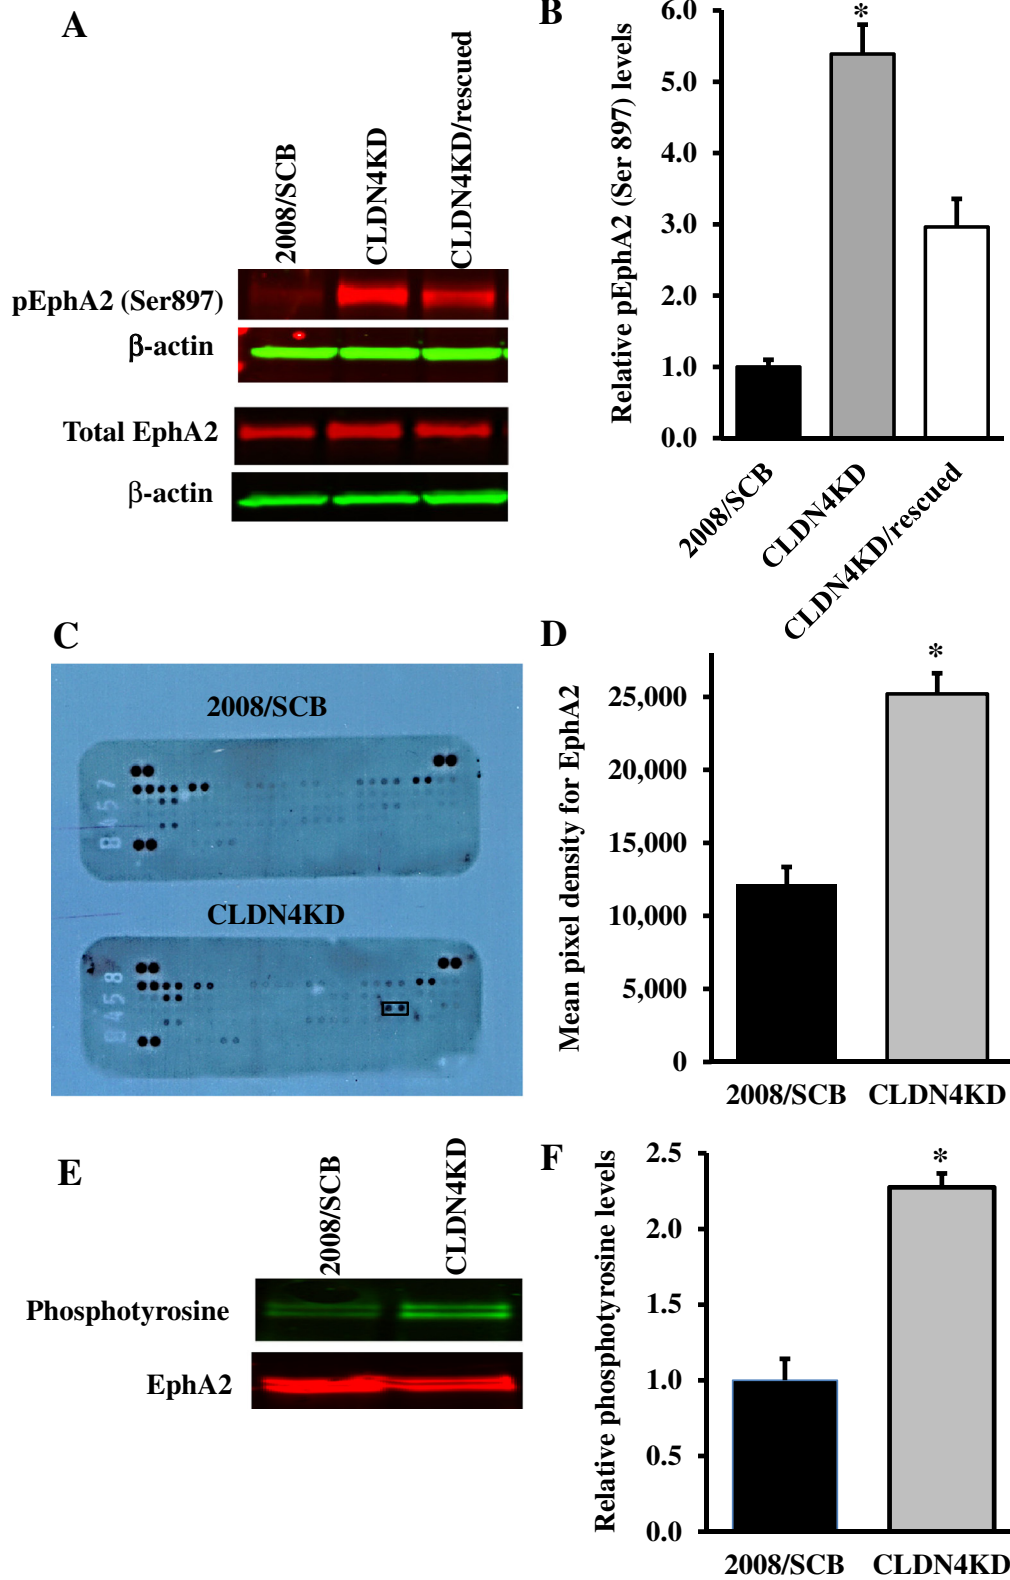 A
2008/SCB
CLDN4KD
CLDN4KD/rescued
pEphA2 (Ser897)
β-actin
Total EphA2
β-actin
B
Relative pEphA2 (Ser 897) levels
6.0
5.0
4.0
3.0
2.0
1.0
0.0
*
2008/SCB
CLDN4KD
CLDN4KD/rescued
C
2008/SCB
8457
CLDN4KD
8458
D
Mean pixel density for EphA2
25,000
20,000
15,000
10,000
5,000
0
*
2008/SCB CLDN4KD
E
2008/SCB
CLDN4KD
Phosphotyrosine
EphA2
F
Relative phosphotyrosine levels
2.5
2.0
1.5
1.0
0.5
0.0
*
2008/SCB CLDN4KD